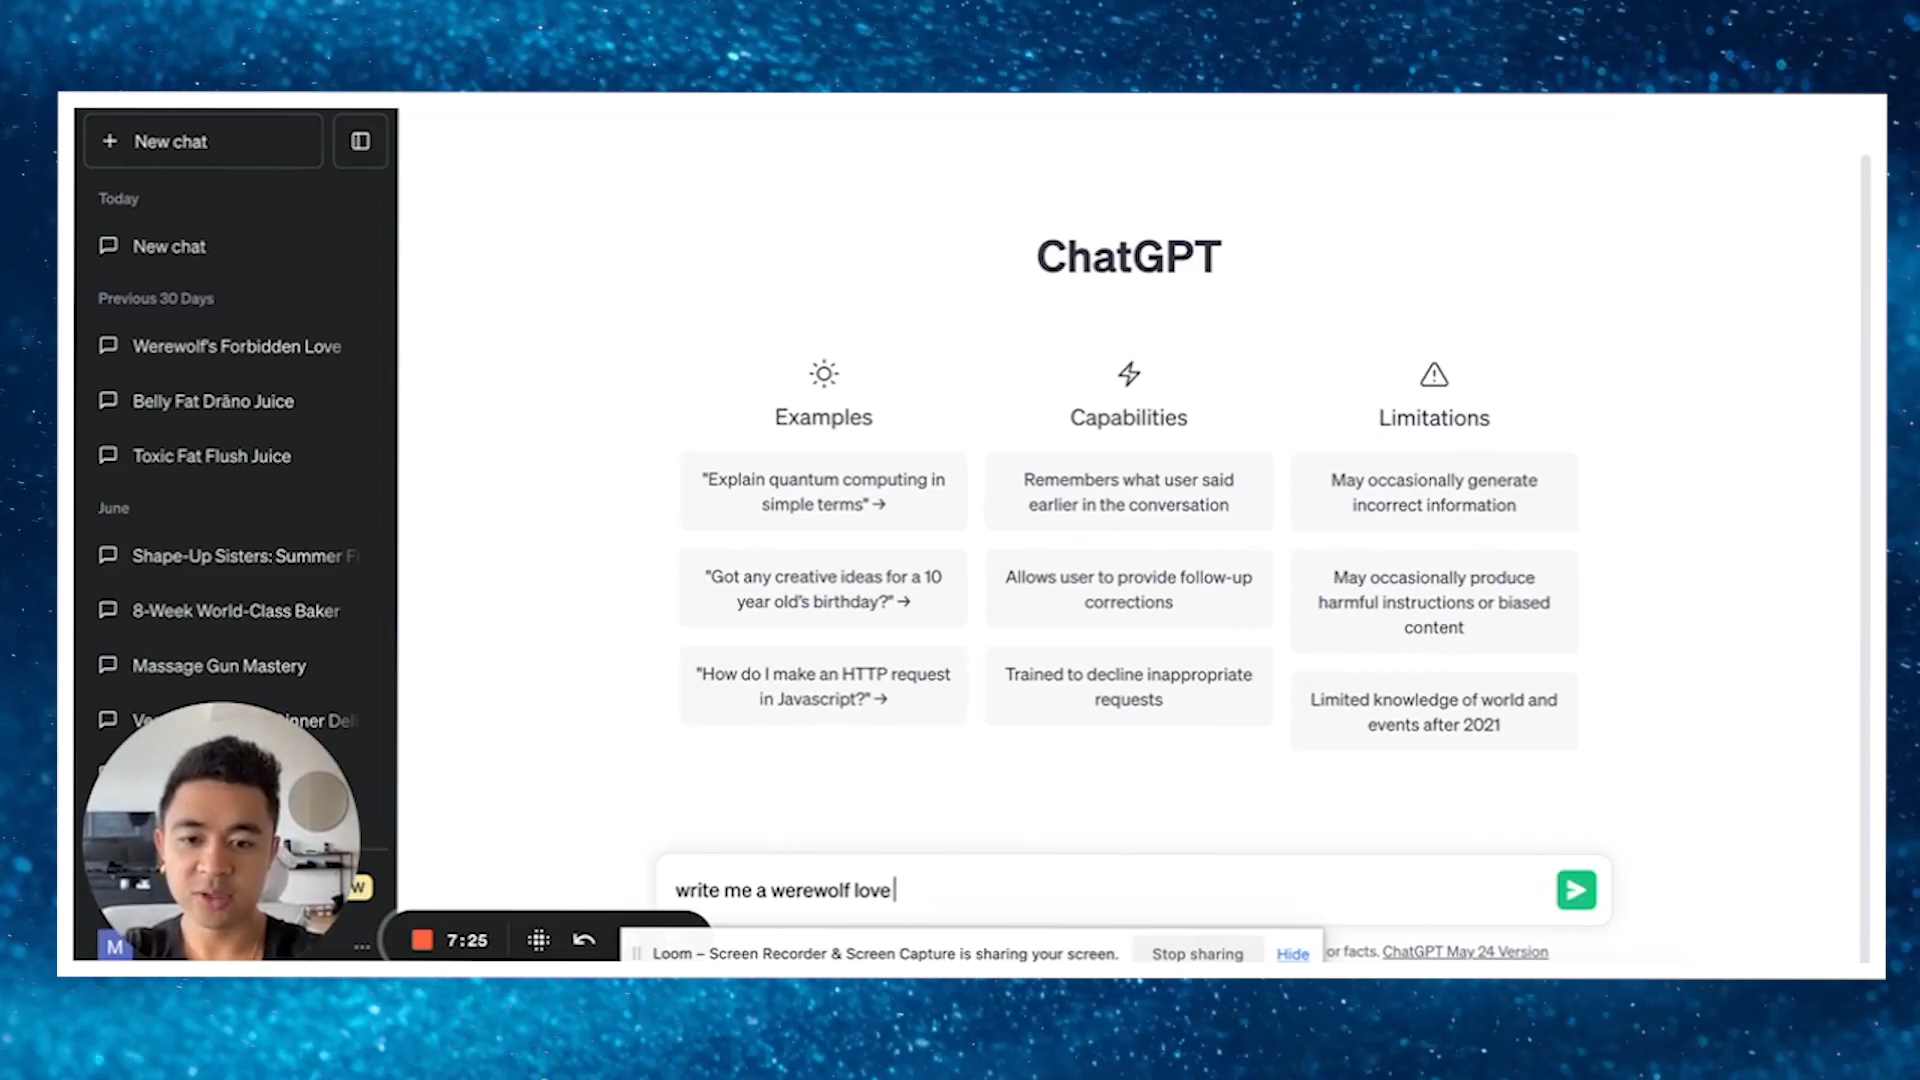 New chat
Today
New chat
Previous 30 Days
Werewolf's Forbidden Love
Belly Fat Drāno Juice
Toxic Fat Flush Juice
June
Shape-Up Sisters: Summer F
8-Week World-Class Baker
Massage Gun Mastery
inner Del
W
M
7:25
ChatGPT
Examples
"Explain quantum computing in
simple terms" →
"Got any creative ideas for a 10
year old's birthday?" →
"How do I make an HTTP request
in Javascript?" →
Capabilities
Remembers what user said
earlier in the conversation
Allows user to provide follow-up
corrections
Trained to decline inappropriate
requests
Limitations
May occasionally generate
incorrect information
May occasionally produce
harmful instructions or biased
content
Limited knowledge of world and
events after 2021
write me a werewolf love
Loom – Screen Recorder & Screen Capture is sharing your screen.
Stop sharing
Hide
or facts. ChatGPT May 24 Version